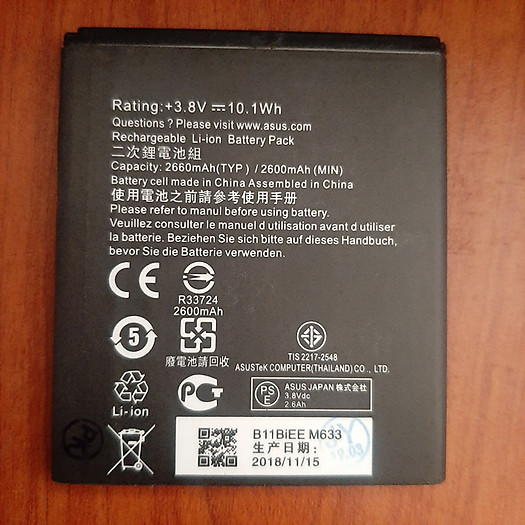 Rating:+3.8V ⎓ 10.1Wh
Questions ? Please visit www.asus.com
Rechargeable Li-ion Battery Pack
二次鋰電池組
Capacity: 2660mAh(TYP) / 2600mAh (MIN)
Battery cell made in China Assembled in China
使用電池之前請參考使用手册
Please refer to manul before using battery.
Veuillez consulter le manuel d utilisation avant d utiliser
la batterie. Beziehen Sie sich bitte auf dieses Handbuch,
bevor Sie die Batterie verwenden.
CE
R33724
2600mAh
5
廢電池請回收
TIS 2217-2548
ASUSTeK COMPUTER(THAILAND) CO., LTD.
Li-ion
PS
E
ASUS JAPAN 株式会社
3.8Vdc
2.6Ah
B11BiEE M633
生产日期:
2018/11/15